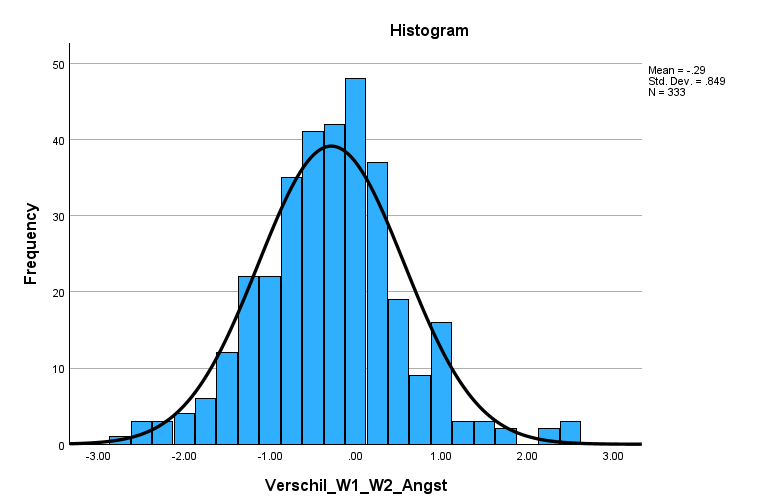 Histogram
Mean = -.29
Std. Dev. = .849
N = 333
50
40
30
20
10
0
Frequency
-3.00 -2.00 -1.00 .00 1.00 2.00 3.00
Verschil_W1_W2_Angst